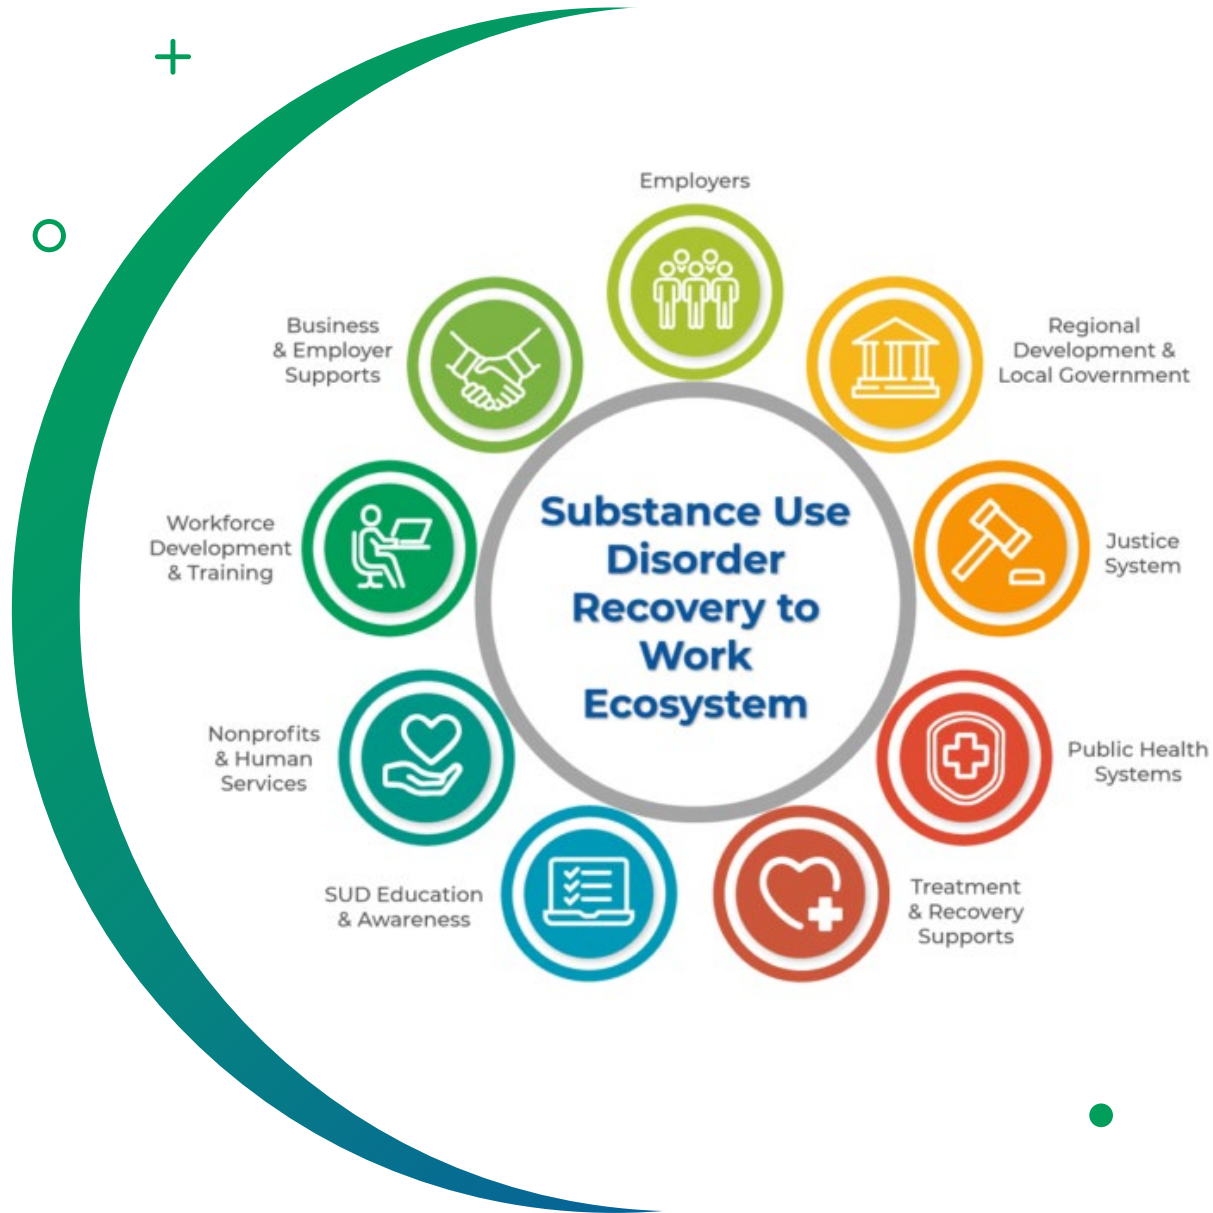 Employers
Business
& Employer
Supports
Regional
Development &
Local Government
Workforce
Development
& Training
Substance Use
Disorder
Recovery to
Work
Ecosystem
Justice
System
Nonprofits
& Human
Services
Public Health
Systems
SUD Education
& Awareness
Treatment
& Recovery
Supports